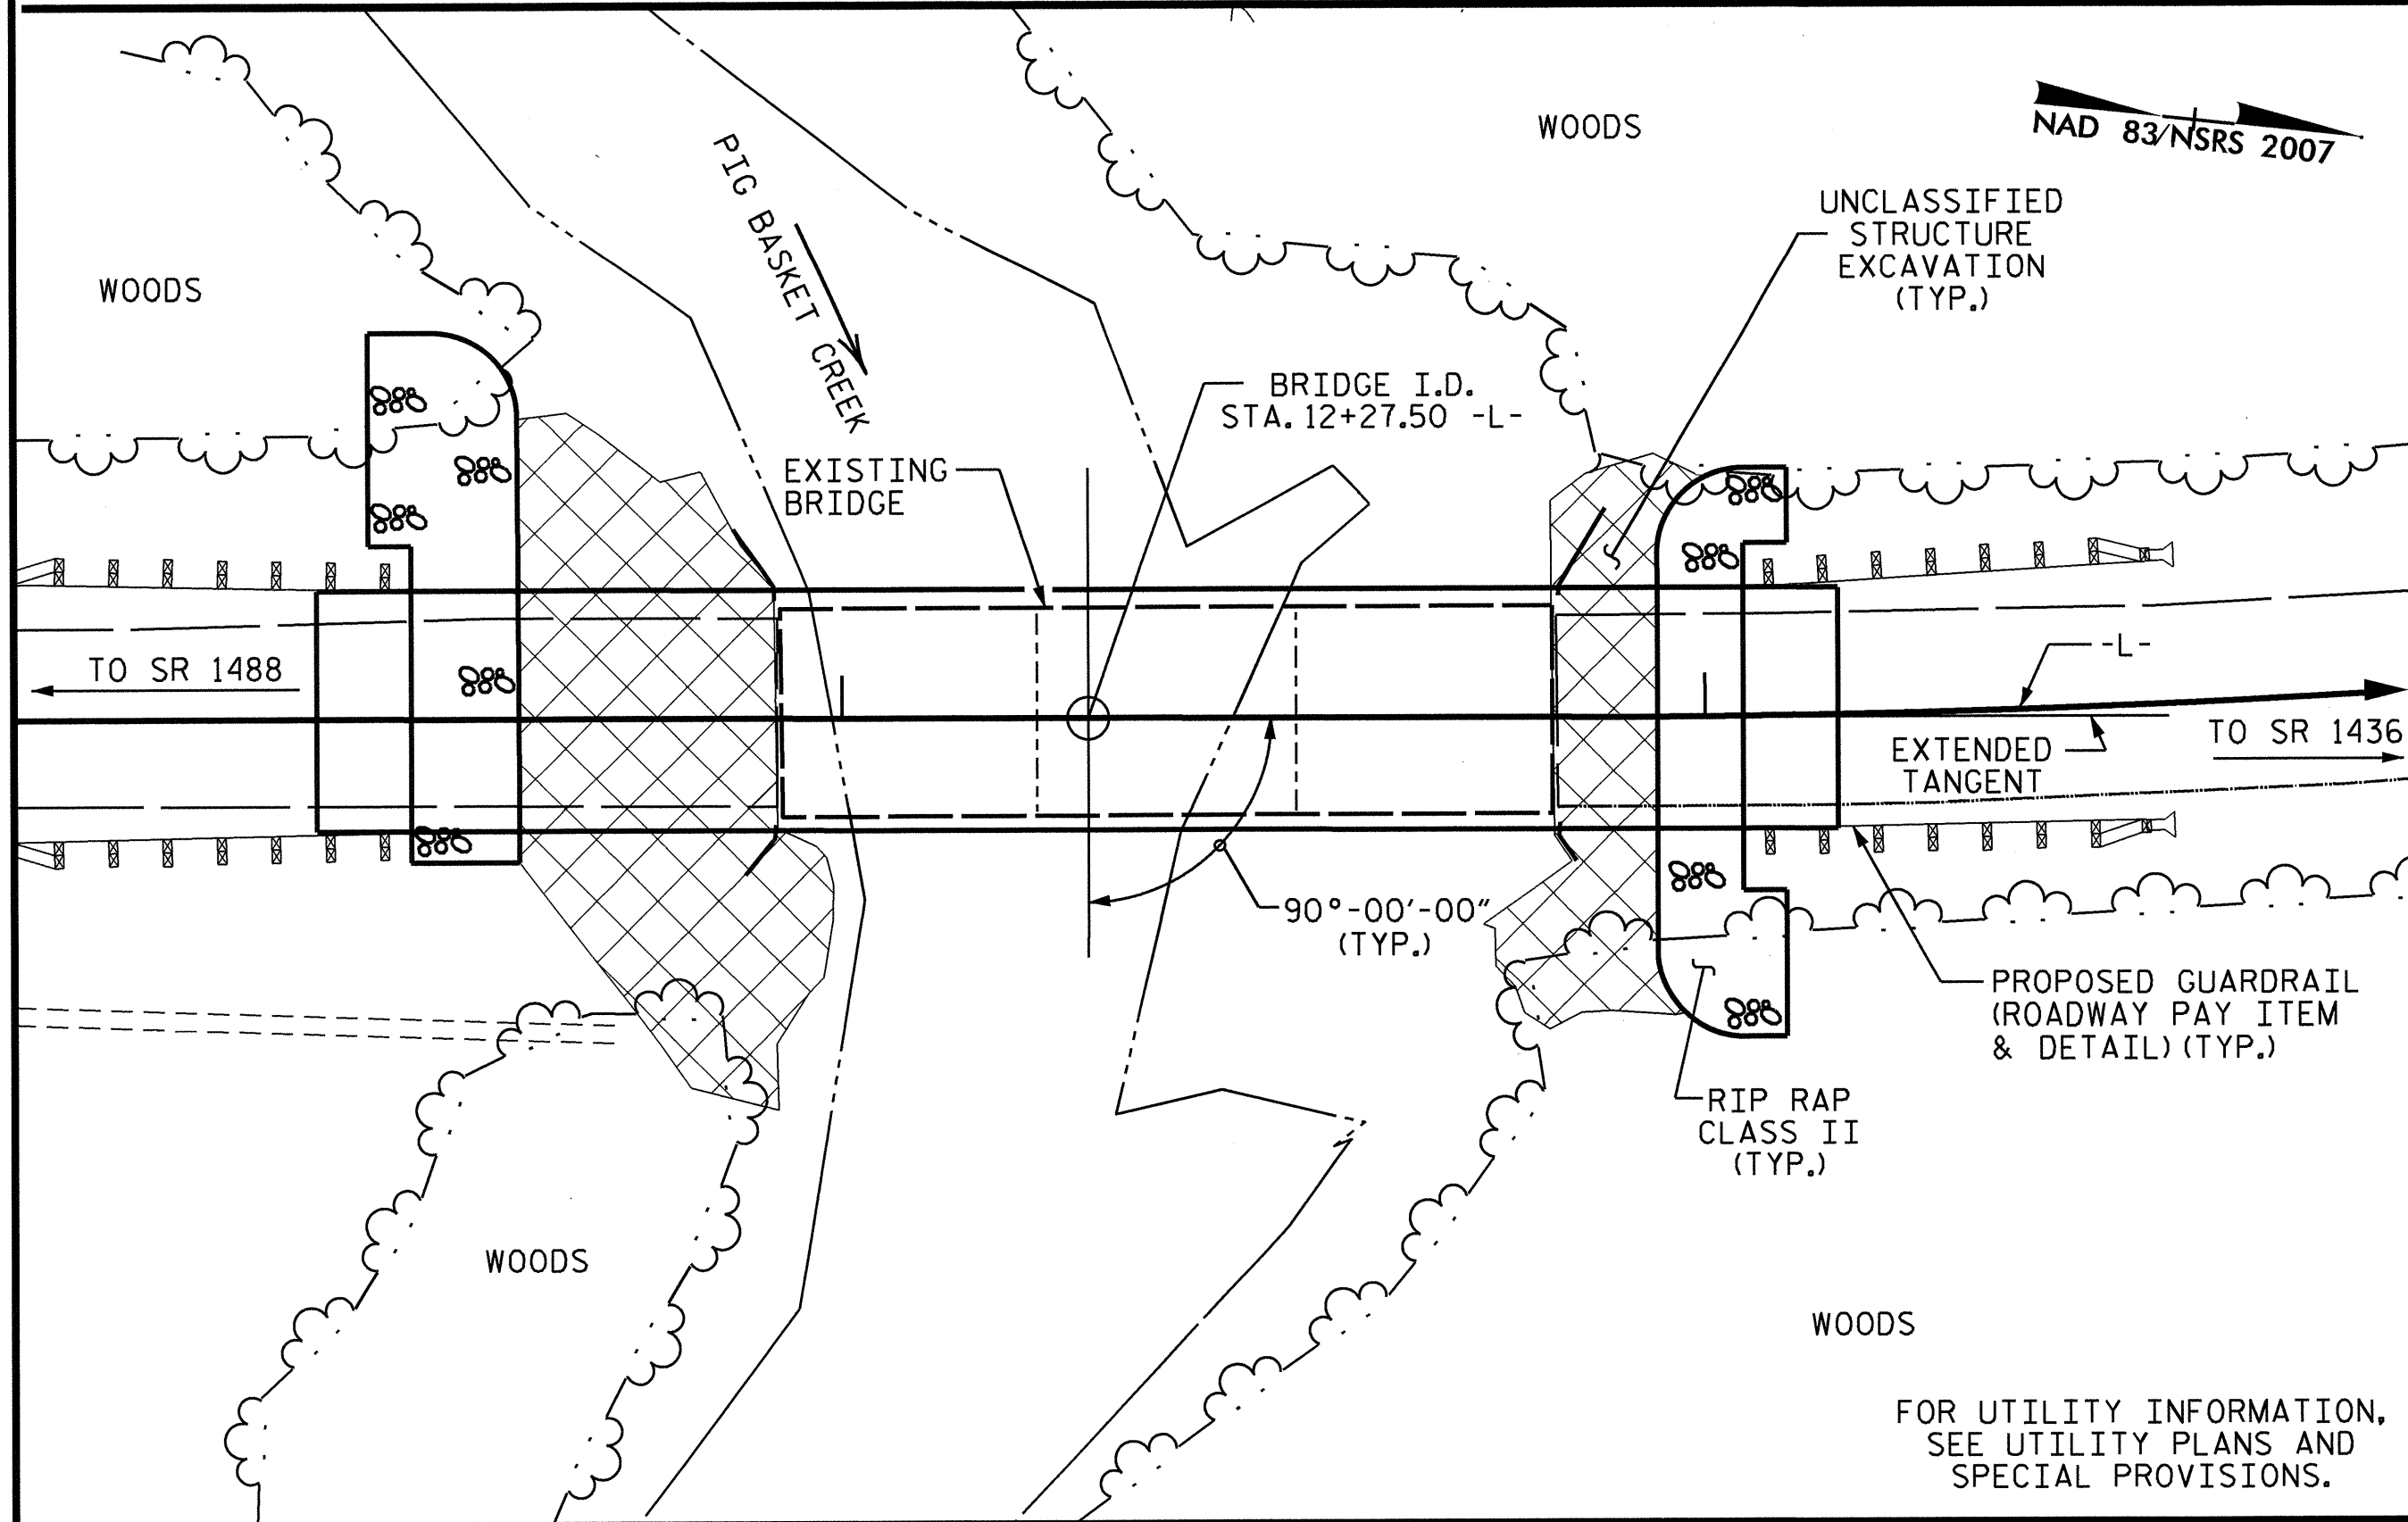 WOODS
NAD 83/NSRS 2007
PIG BASKET CREEK
UNCLASSIFIED
STRUCTURE
EXCAVATION
(TYP.)
WOODS
BRIDGE I.D.
STA. 12+27.50 -L-
EXISTING
BRIDGE
TO SR 1488
-L-
EXTENDED
TANGENT
TO SR 1436
90°-00'-00"
(TYP.)
PROPOSED GUARDRAIL
(ROADWAY PAY ITEM
& DETAIL) (TYP.)
RIP RAP
CLASS II
(TYP.)
WOODS
WOODS
FOR UTILITY INFORMATION,
SEE UTILITY PLANS AND
SPECIAL PROVISIONS.